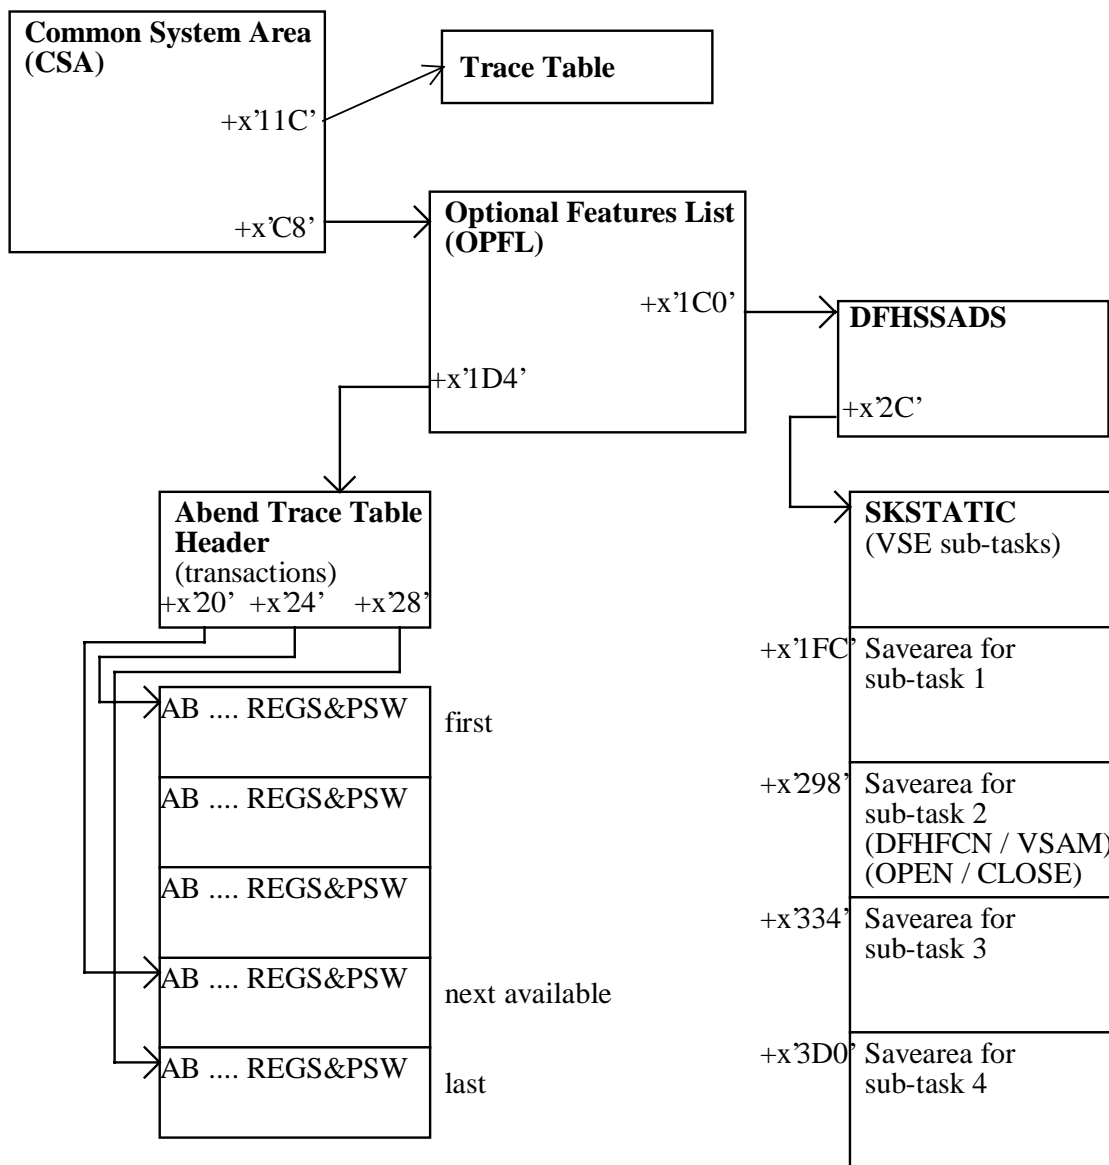 Common System Area
(CSA)
Trace Table
+x'11C'
+x'C8'
Optional Features List
(OPFL)
+x'1C0'
DFHSSADS
+x'1D4'
+x'2C'
Abend Trace Table
Header
(transactions)
+x'20' +x'24' +x'28'
SKSTATIC
(VSE sub-tasks)
+x'1FC' Savearea for
sub-task 1
AB .... REGS&PSW
first
+x'298' Savearea for
sub-task 2
(DFHFCN / VSAM)
(OPEN / CLOSE)
AB .... REGS&PSW
AB .... REGS&PSW
+x'334' Savearea for
sub-task 3
AB .... REGS&PSW
next available
+x'3D0' Savearea for
sub-task 4
AB .... REGS&PSW
last